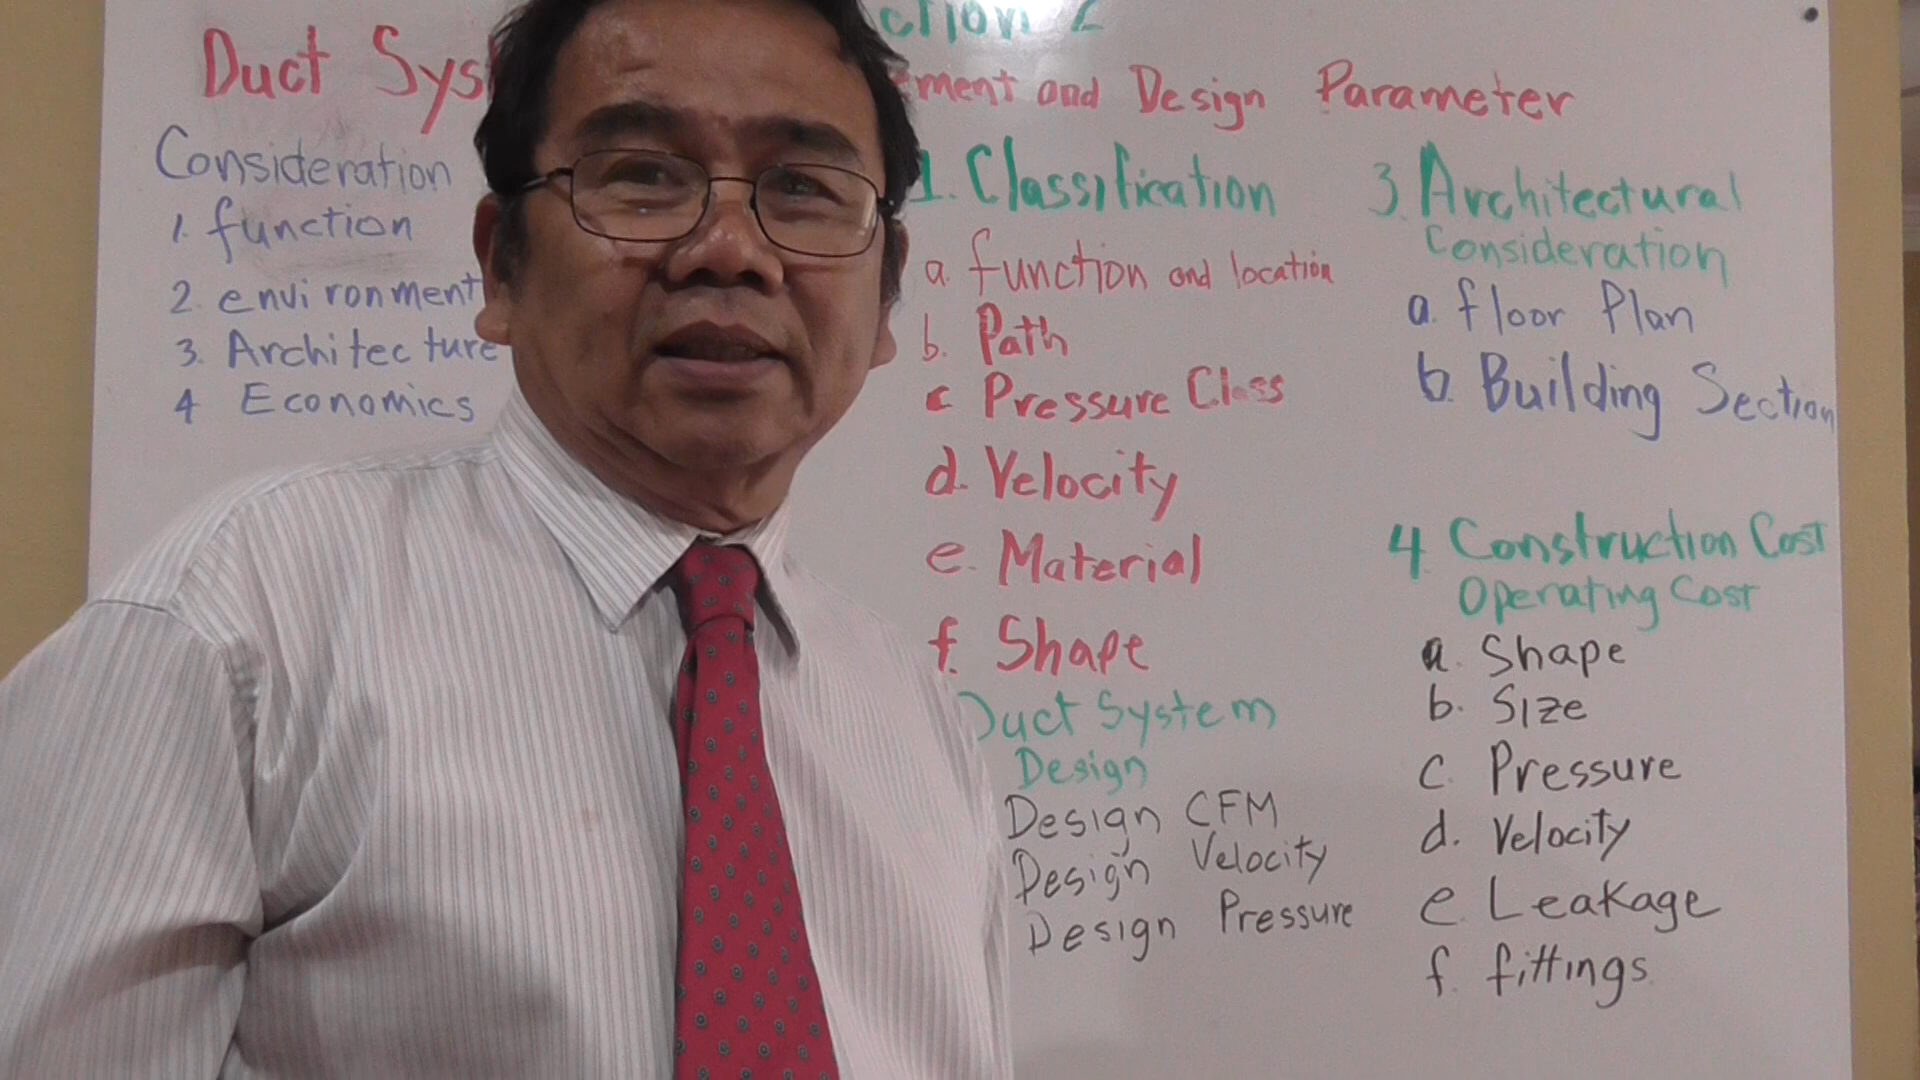 ction 2
Duct Sys ment and Design Parameter
Consideration
1. function
2. environment
3. Architecture
4 Economics
1. Classification
a. function and location
b. Path
c Pressure Class
d. Velocity
e. Material
f. Shape
Duct System
Design
Design CFM
Design Velocity
Design Pressure
3. Architectural
Consideration
a. floor Plan
b. Building Section
4 Construction Cost
Operating Cost
a. Shape
b. Size
c. Pressure
d. Velocity
e. Leakage
f. fittings